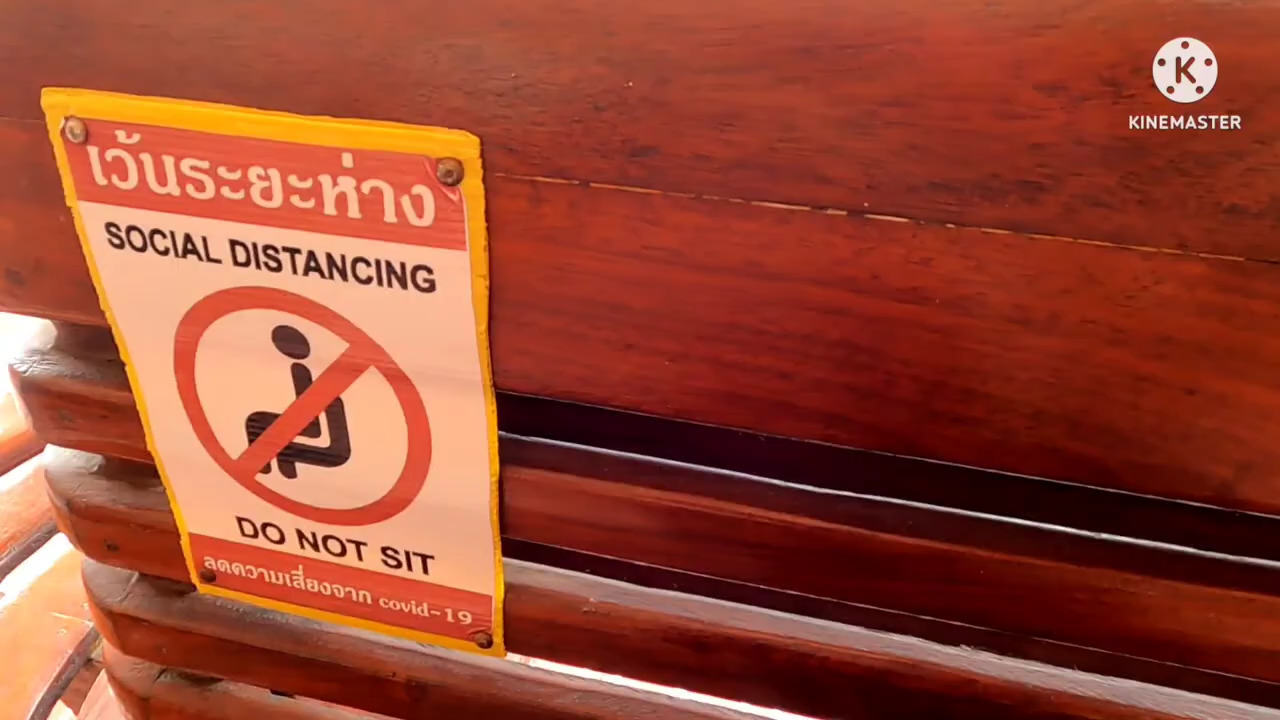 เว้นระยะห่าง
SOCIAL DISTANCING
DO NOT SIT
ลดความเสี่ยงจาก covid-19
K
KINEMASTER